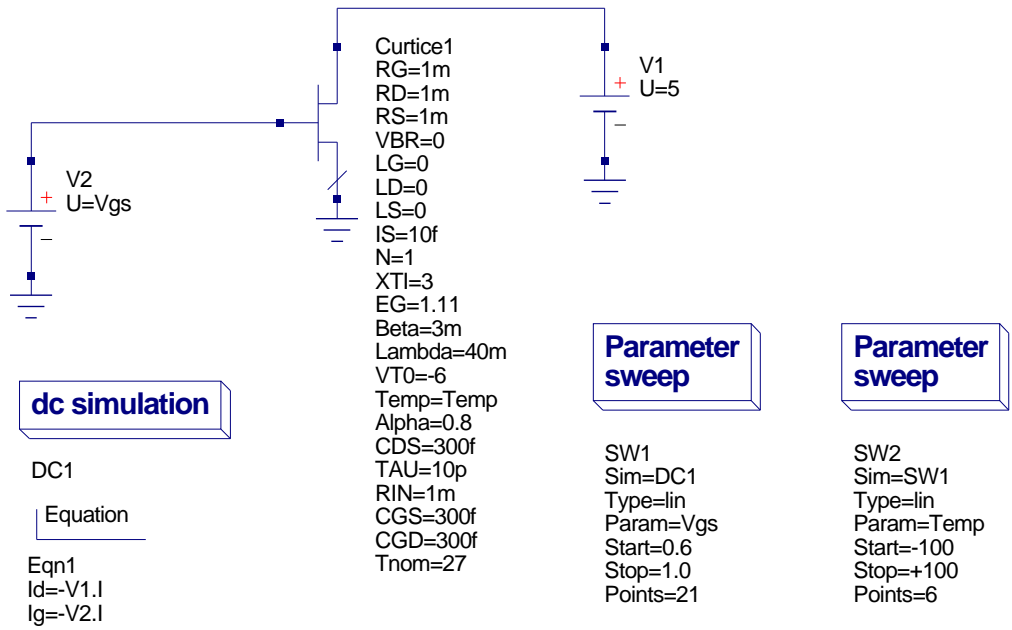 Curtice1
RG=1m
RD=1m
RS=1m
VBR=0
LG=0
LD=0
LS=0
IS=10f
N=1
XTI=3
EG=1.11
Beta=3m
Lambda=40m
VT0=-6
Temp=Temp
Alpha=0.8
CDS=300f
TAU=10p
RIN=1m
CGS=300f
CGD=300f
Tnom=27
V1
U=5
+
−
V2
U=Vgs
+
−
dc simulation
DC1
Equation
Eqn1
Id=-V1.I
Ig=-V2.I
Parameter
sweep
SW1
Sim=DC1
Type=lin
Param=Vgs
Start=0.6
Stop=1.0
Points=21
Parameter
sweep
SW2
Sim=SW1
Type=lin
Param=Temp
Start=-100
Stop=+100
Points=6